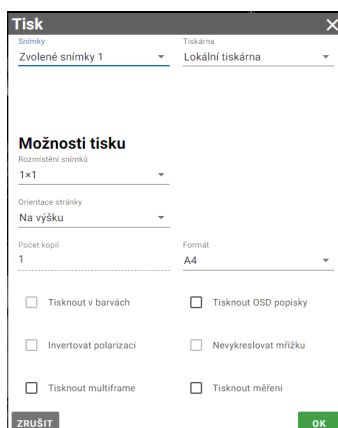 Tisk
Snímky
Tiskárna
Zvolené snímky 1
Lokální tiskárna
Možnosti tisku
Rozmístění snímků
1×1
Orientace stránky
Na výšku
Počet kopií
Formát
1
A4
Tisknout v barvách
Tisknout OSD popisky
Invertovat polarizaci
Nevykreslovat mřížku
Tisknout multiframe
Tisknout měření
ZRUŠIT
OK